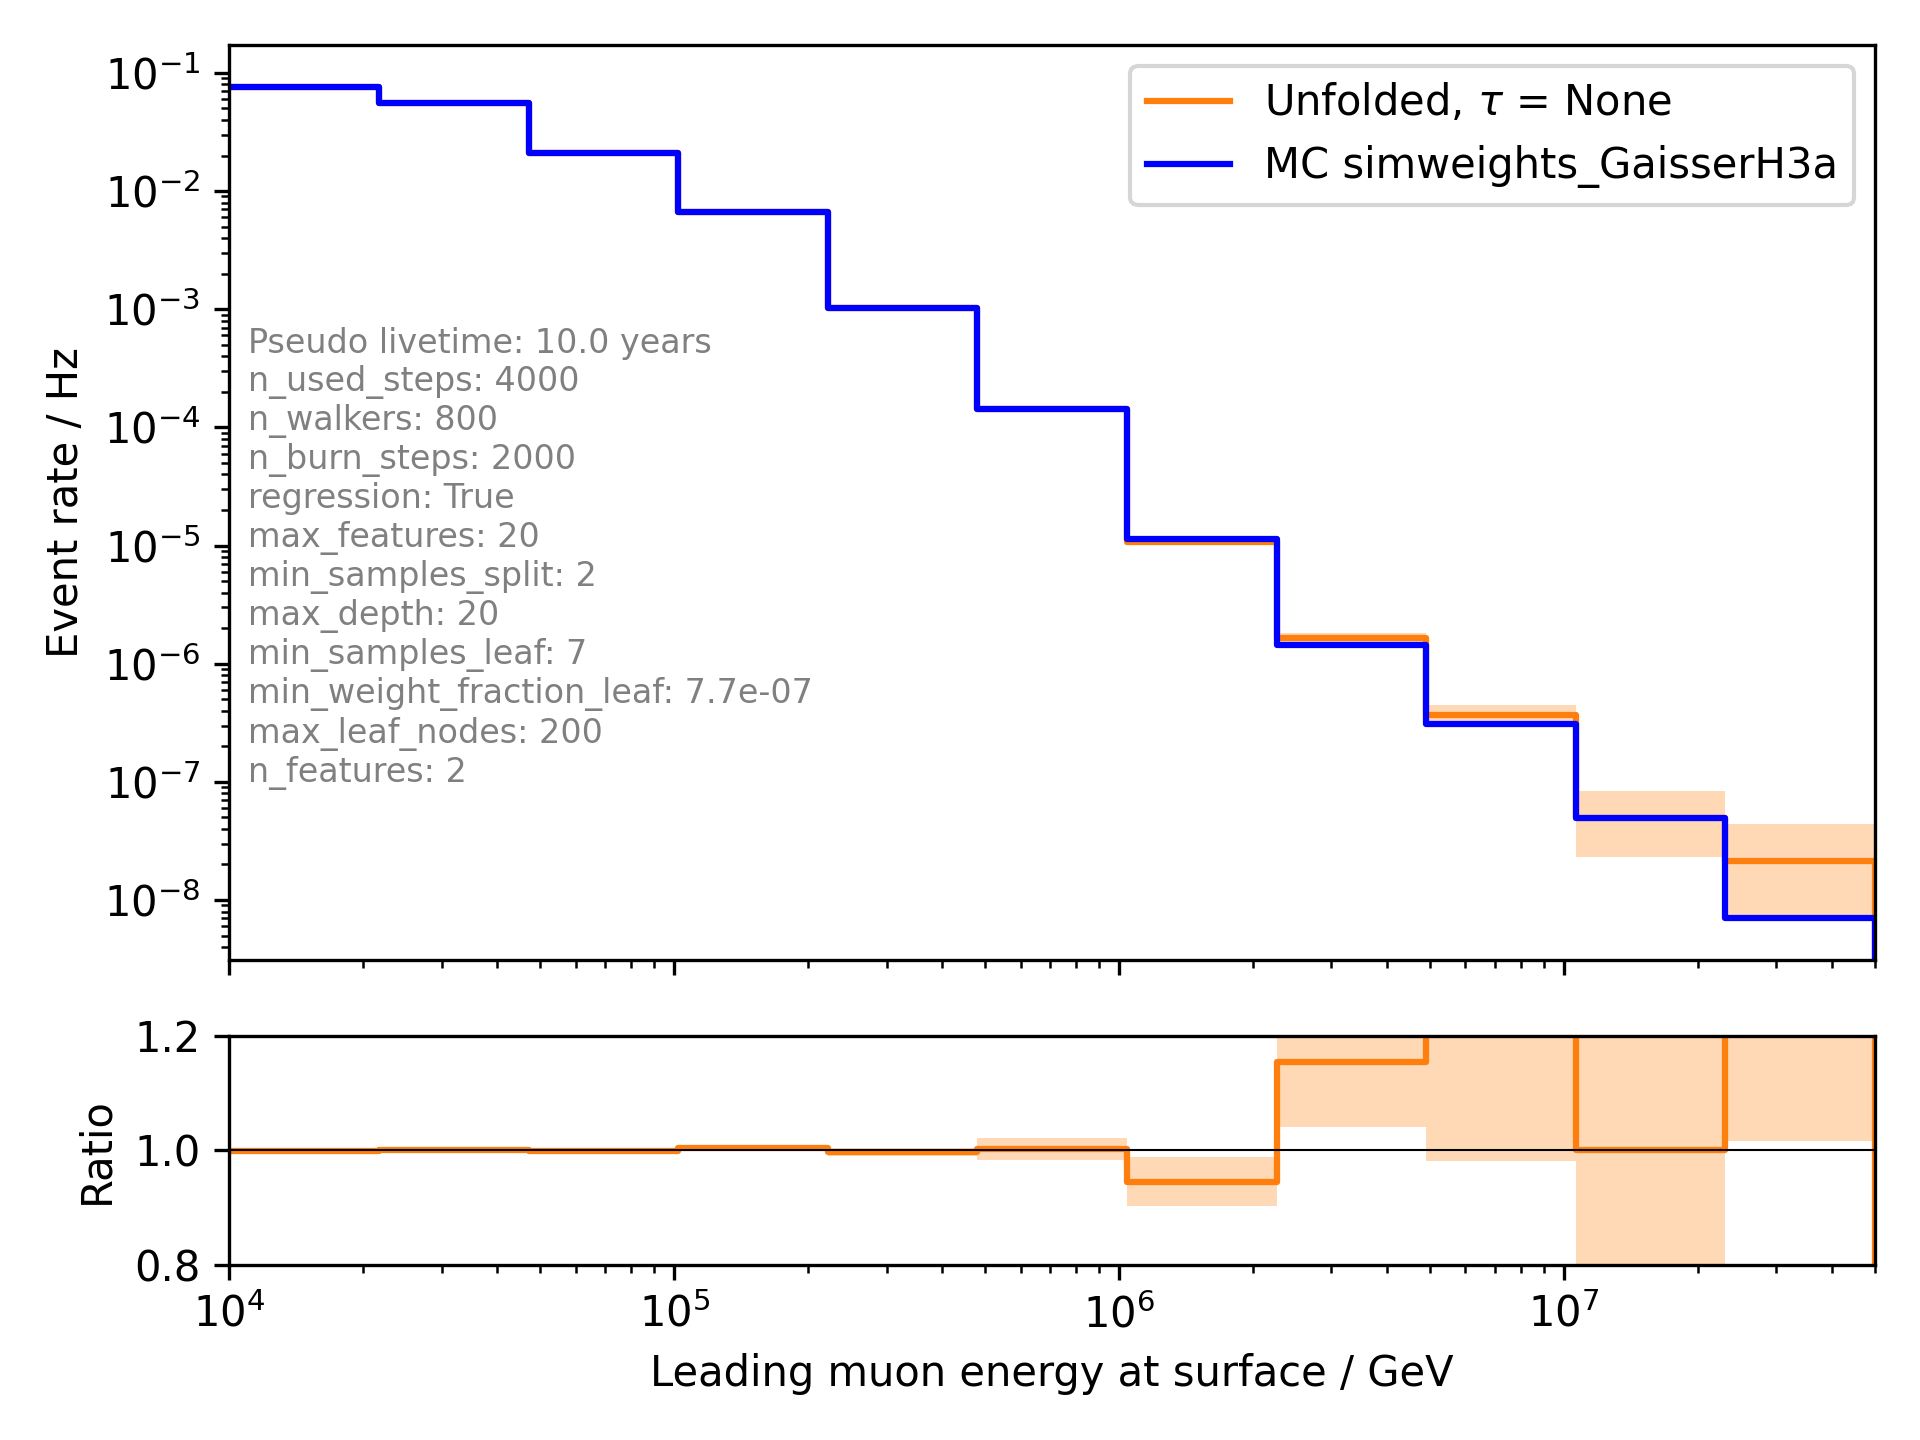 10⁻¹
10⁻²
10⁻³
10⁻⁴
10⁻⁵
10⁻⁶
10⁻⁷
10⁻⁸
Event rate / Hz
Unfolded, τ = None
MC simweights_GaisserH3a
Pseudo livetime: 10.0 years
n_used_steps: 4000
n_walkers: 800
n_burn_steps: 2000
regression: True
max_features: 20
min_samples_split: 2
max_depth: 20
min_samples_leaf: 7
min_weight_fraction_leaf: 7.7e-07
max_leaf_nodes: 200
n_features: 2
1.2
1.0
0.8
Ratio
10⁴ 10⁵ 10⁶ 10⁷
Leading muon energy at surface / GeV